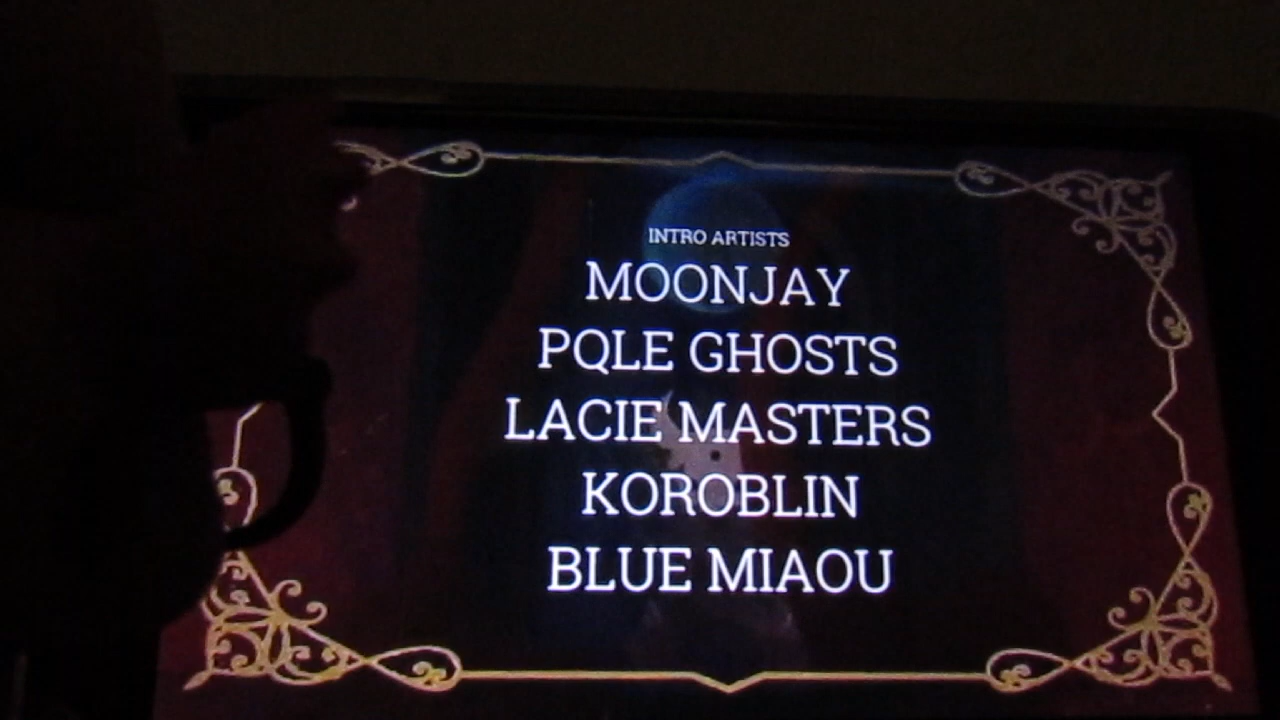 INTRO ARTISTS
MOONJAY
PQLE GHOSTS
LACIE MASTERS
KOROBLIN
BLUE MIAOU